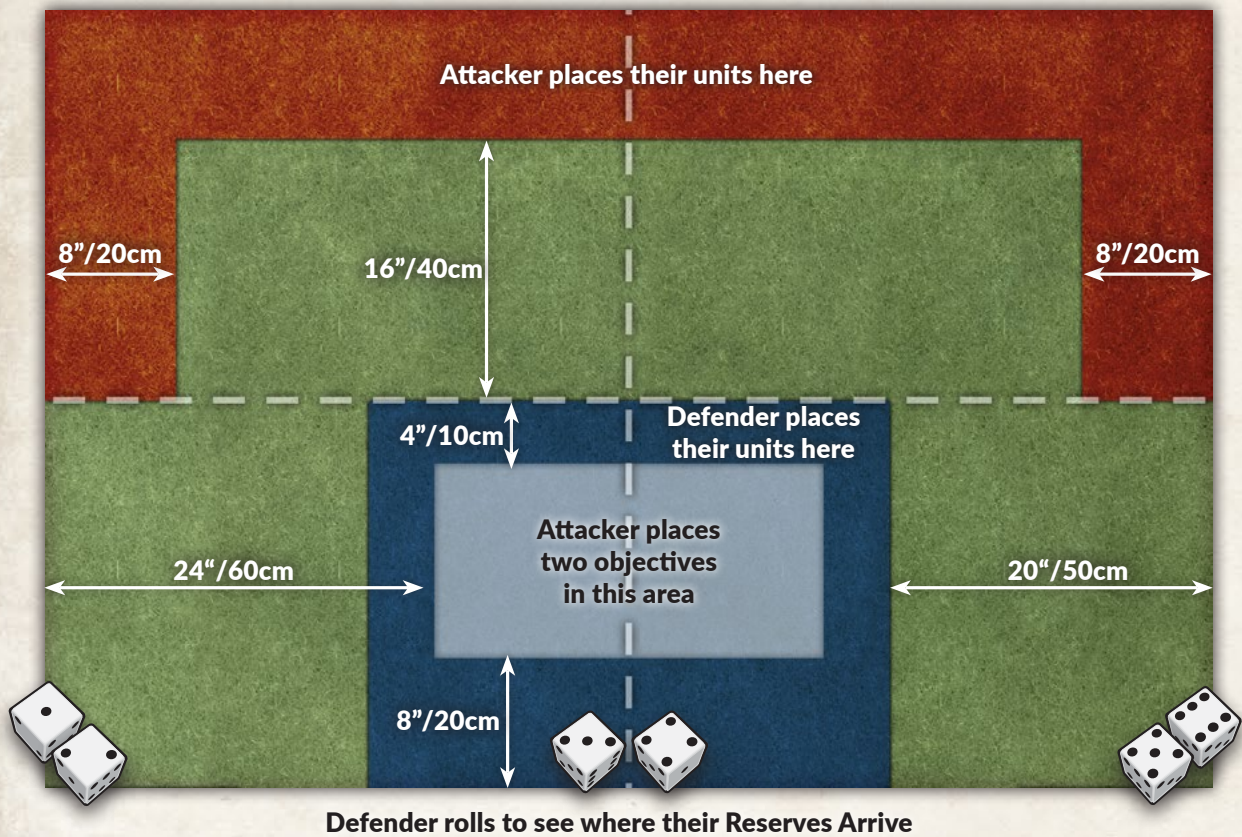 Attacker places their units here
8”/20cm
8”/20cm
16”/40cm
Defender places
their units here
4”/10cm
Attacker places
two objectives
in this area
24“/60cm
20“/50cm
8”/20cm
Defender rolls to see where their Reserves Arrive